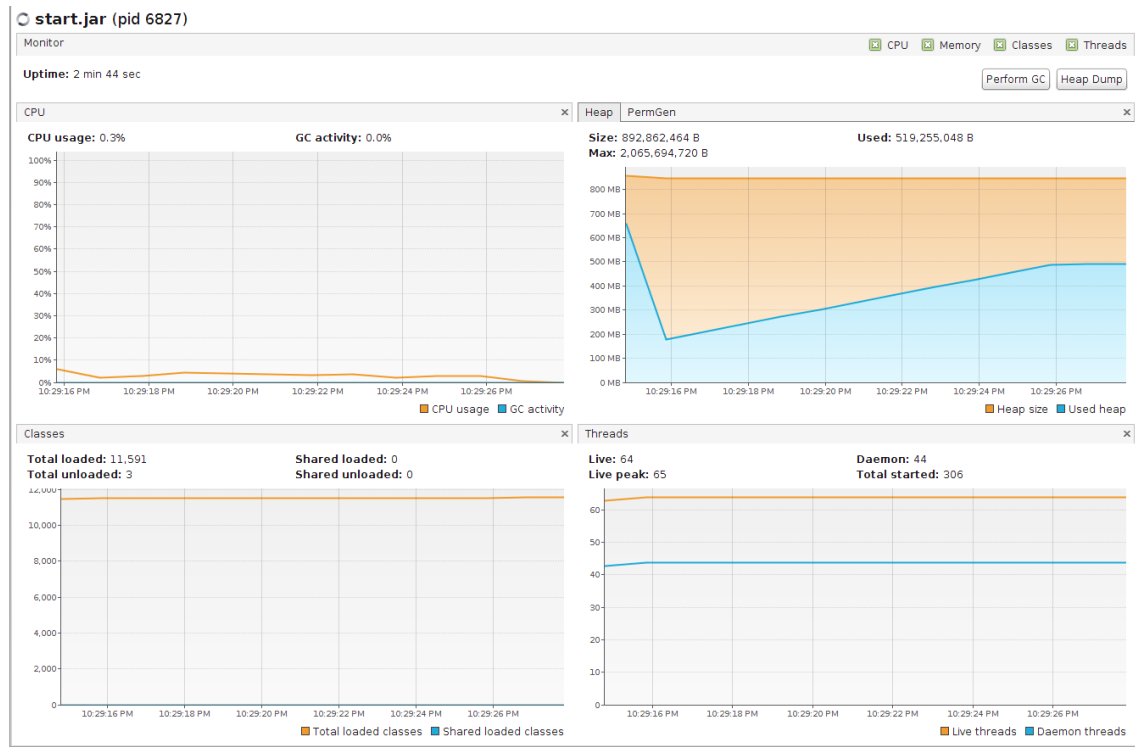 start.jar (pid 6827)
Monitor
CPU Memory Classes Threads
Uptime: 2 min 44 sec
Perform GC Heap Dump
CPU
CPU usage: 0.3% GC activity: 0.0%
100%
90%
80%
70%
60%
50%
40%
30%
20%
10%
0%
10:29:16 PM 10:29:18 PM 10:29:20 PM 10:29:22 PM 10:29:24 PM 10:29:26 PM
CPU usage GC activity
Heap PermGen
Size: 892,862,464 B Used: 519,255,048 B
Max: 2,065,694,720 B
800 MB
700 MB
600 MB
500 MB
400 MB
300 MB
200 MB
100 MB
0 MB
10:29:16 PM 10:29:18 PM 10:29:20 PM 10:29:22 PM 10:29:24 PM 10:29:26 PM
Heap size Used heap
Classes
Total loaded: 11,591 Shared loaded: 0
Total unloaded: 3 Shared unloaded: 0
12,000
10,000
8,000
6,000
4,000
2,000
0
10:29:16 PM 10:29:18 PM 10:29:20 PM 10:29:22 PM 10:29:24 PM 10:29:26 PM
Total loaded classes Shared loaded classes
Threads
Live: 64 Daemon: 44
Live peak: 65 Total started: 306
60
50
40
30
20
10
0
10:29:16 PM 10:29:18 PM 10:29:20 PM 10:29:22 PM 10:29:24 PM 10:29:26 PM
Live threads Daemon threads